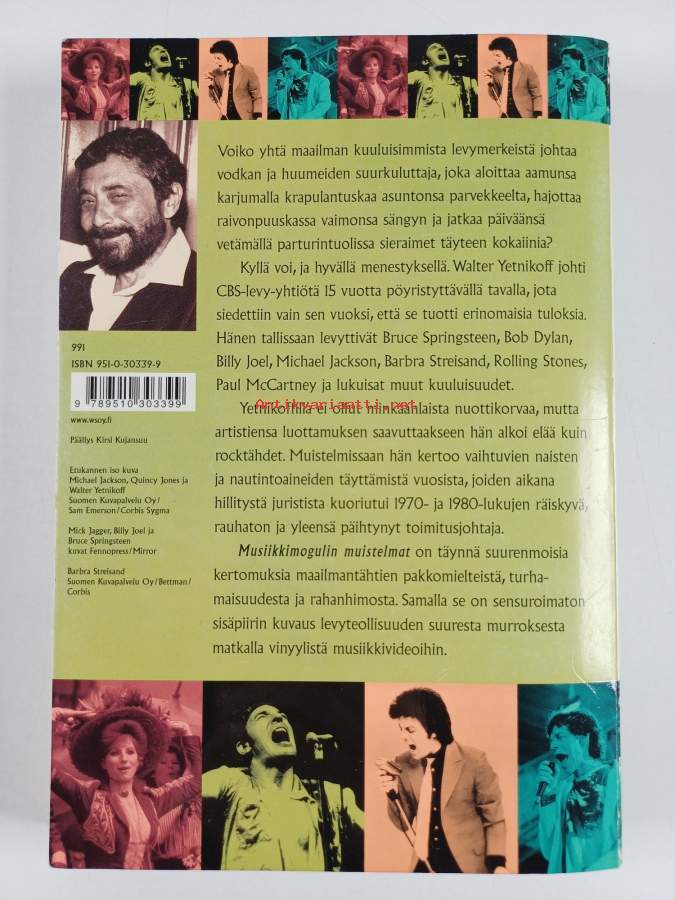 Voiko yhtä maailman kuuluisimmista levymerkeistä johtaa
vodkan ja huumeiden suurkuluttaja, joka aloittaa aamunsa
karjumalla krapulantuskaa asuntonsa parvekkeelta, hajottaa
raivonpuuskassa vaimonsa sängyn ja jatkaa päiväänsä
vetämällä parturintuolissa sieraimet täyteen kokaiinia?
Kyllä voi, ja hyvällä menestyksellä. Walter Yetnikoff johti
CBS-levy-yhtiötä 15 vuotta pöyristyttävällä tavalla, jota
siedettiin vain sen vuoksi, että se tuotti erinomaisia tuloksia.
Hänen tallissaan levyttivät Bruce Springsteen, Bob Dylan,
Billy Joel, Michael Jackson, Barbra Streisand, Rolling Stones,
Paul McCartney ja lukuisat muut kuuluisuudet.
Yetnikoffilla ei ollut minkäänlaista nuottikorvaa, mutta
artistiensa luottamuksen saavuttaakseen hän alkoi elää kuin
rocktähdet. Muistelmissaan hän kertoo vaihtuvien naisten
ja nautintoaineiden täyttämistä vuosista, joiden aikana
hillitystä juristista kuoriutui 1970- ja 1980-lukujen räiskyvä,
rauhaton ja yleensä päihtynyt toimitusjohtaja.
Musiikkimogulin muistelmat on täynnä suurenmoisia
kertomuksia maailmantähtien pakkomielteistä, turha-
maisuudesta ja rahanhimosta. Samalla se on sensuroimaton
sisäpiirin kuvaus levyteollisuuden suuresta murroksesta
matkalla vinyylistä musiikkivideoihin.
991
ISBN 951-0-30339-9
9 789510 303399
www.wsoy.fi
Päällys Kirsi Kujansuu
Etukannen iso kuva
Michael Jackson, Quincy Jones ja
Walter Yetnikoff
Suomen Kuvapalvelu Oy/
Sam Emerson/Corbis Sygma
Mick Jagger, Billy Joel ja
Bruce Springsteen
kuvat Fennopress/Mirror
Barbra Streisand
Suomen Kuvapalvelu Oy/Bettman/
Corbis
Antikvariantti.net